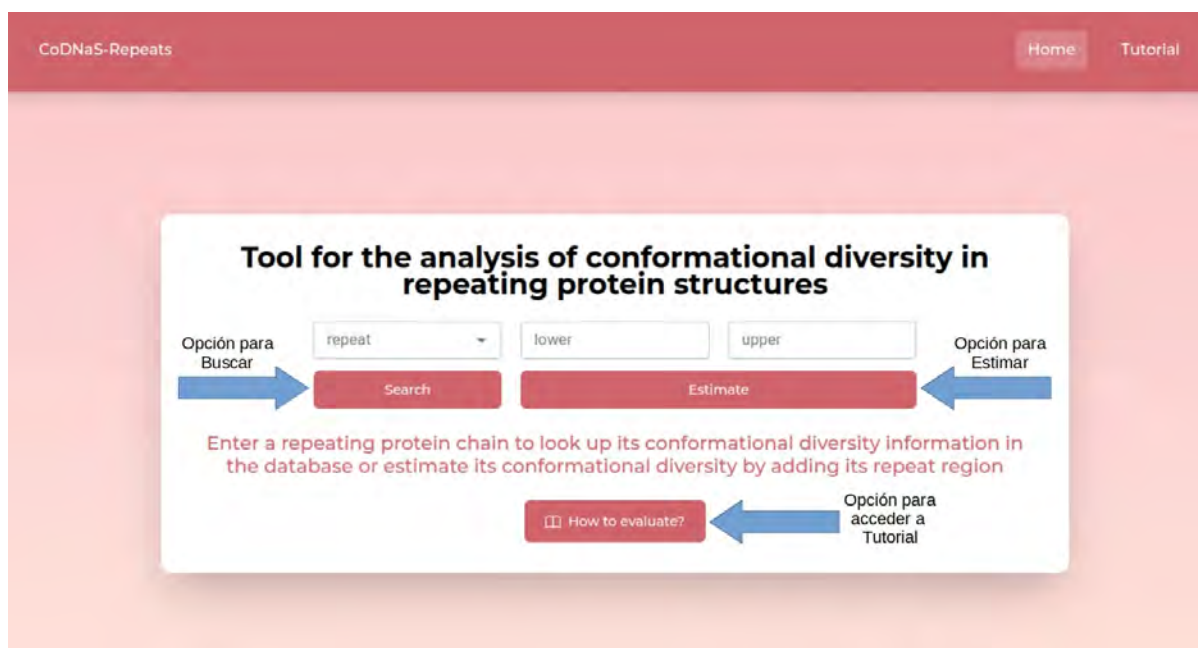 CoDNaS-Repeats
Home
Tutorial
Tool for the analysis of conformational diversity in
repeating protein structures
Opción para
Buscar
repeat
lower
upper
Opción para
Estimar
Search
Estimate
Enter a repeating protein chain to look up its conformational diversity information in
the database or estimate its conformational diversity by adding its repeat region
How to evaluate?
Opción para
acceder a
Tutorial